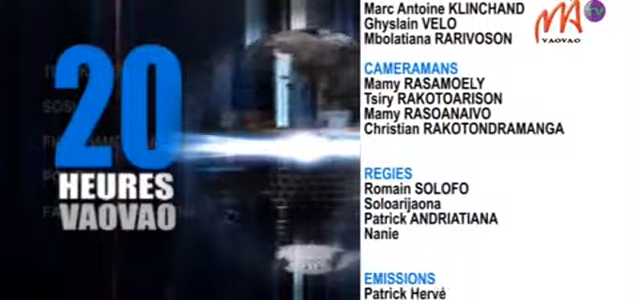 20
HEURES
VAOVAO
Marc Antoine KLINCHAND
Ghyslain VELO
Mbolatiana RARIVOSON
CAMERAMANS
Mamy RASAMOELY
Tsiry RAKOTOARISON
Mamy RASOANAIVO
Christian RAKOTONDRAMANGA
REGIES
Romain SOLOFO
Soloarijaona
Patrick ANDRIATIANA
Nanie
EMISSIONS
Patrick Hervé
MA tv
VAOVAO